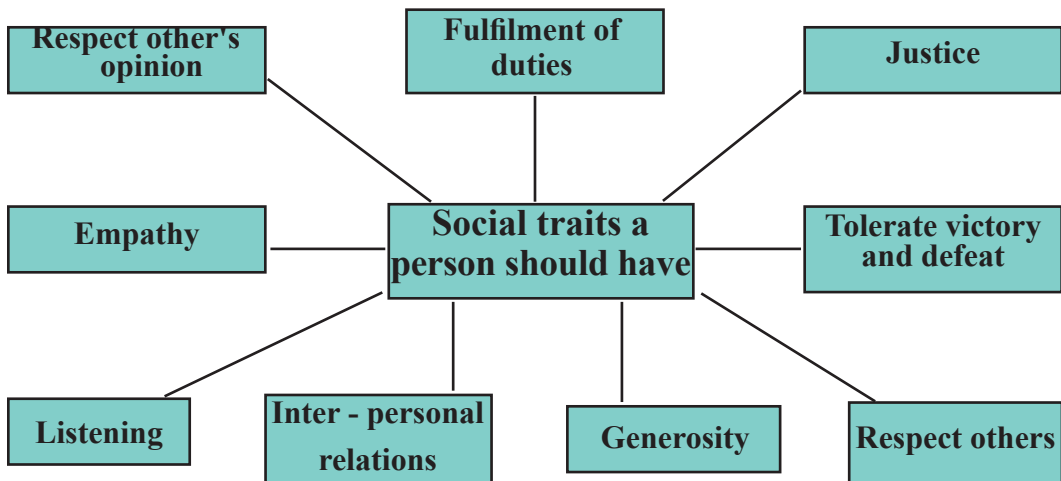 Respect other's
opinion
Fulfilment of
duties
Justice
Empathy
Social traits a
person should have
Tolerate victory
and defeat
Listening
Inter - personal
relations
Generosity
Respect others